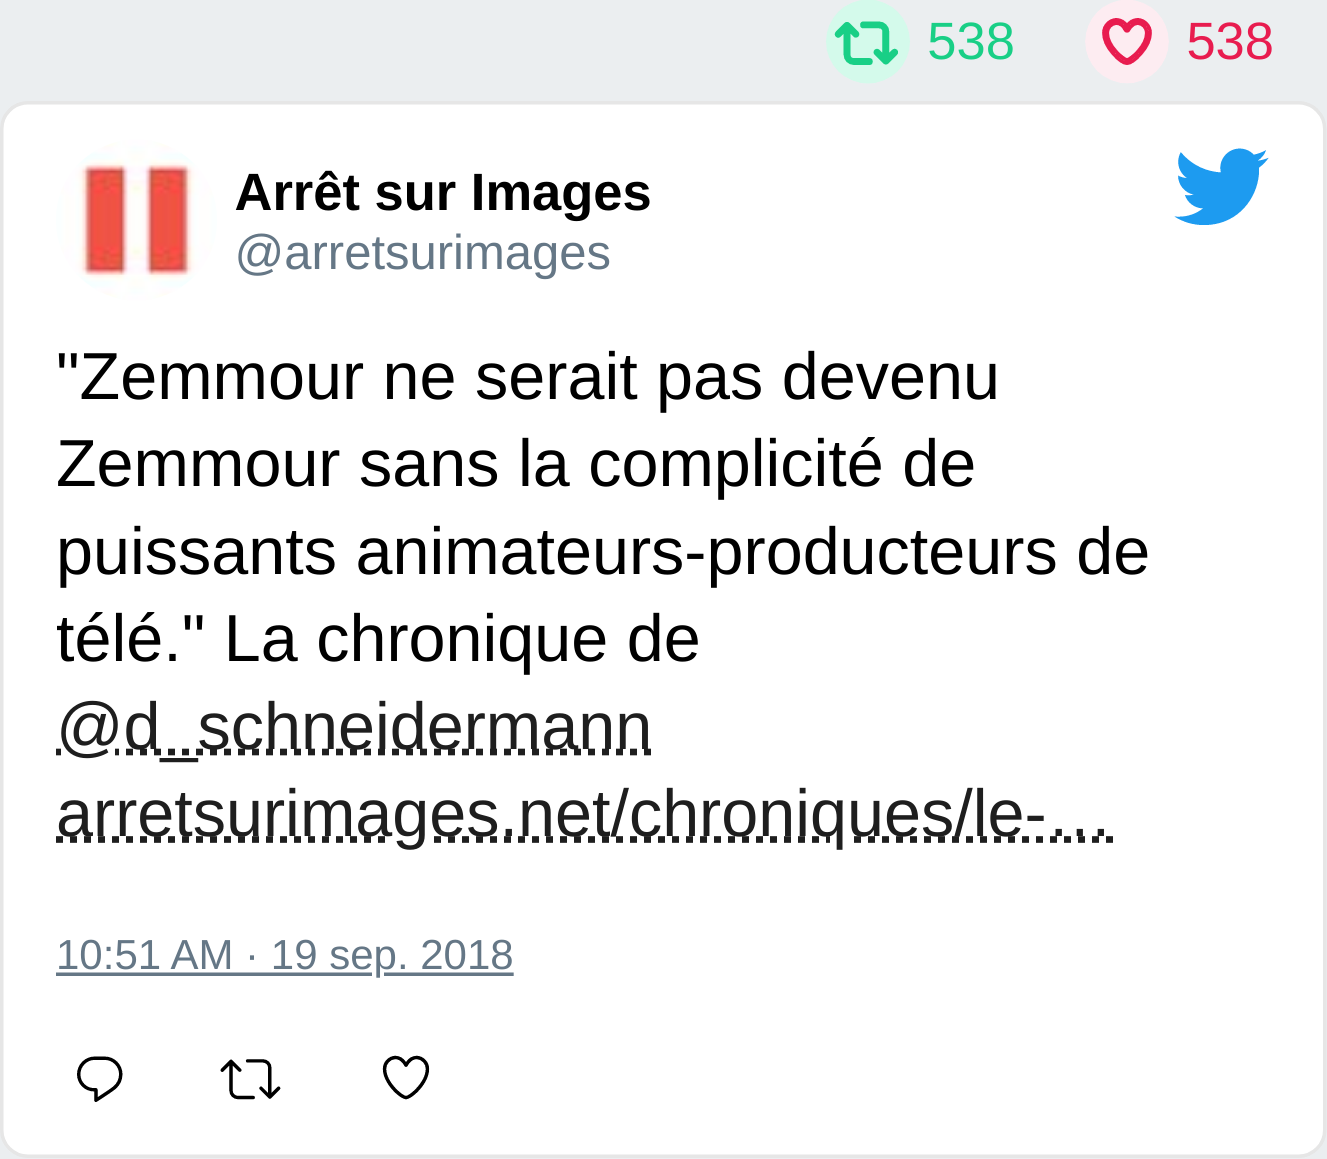 538 538
Arrêt sur Images
@arretsurimages
"Zemmour ne serait pas devenu
Zemmour sans la complicité de
puissants animateurs-producteurs de
télé." La chronique de
@d_schneidermann
arretsurimages.net/chroniques/le-…
10:51 AM · 19 sep. 2018